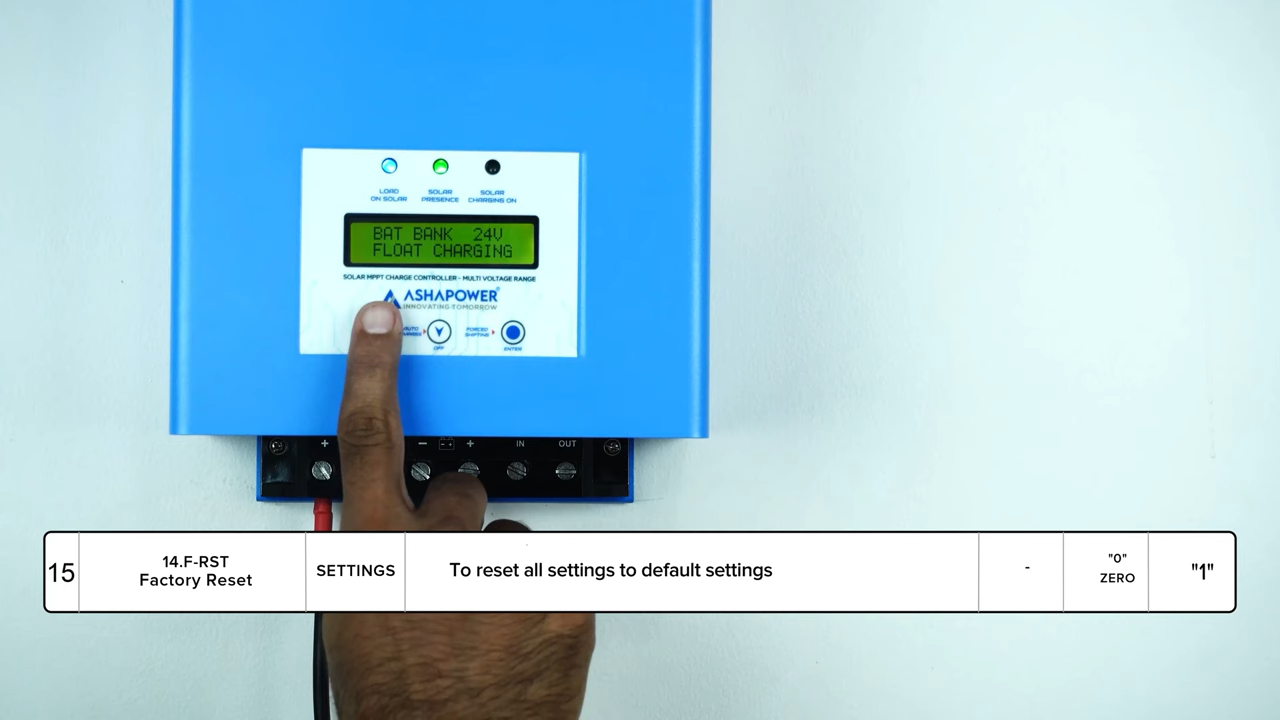 LOAD
ON SOLAR
SOLAR
PRESENCE
SOLAR
CHARGING ON
BAT BANK 24V
FLOAT CHARGING
SOLAR MPPT CHARGE CONTROLLER - MULTI VOLTAGE RANGE
ASHAPOWER®
INNOVATING TOMORROW
AUTO
OFF
FORCED
SHIFTING
ENTER
+
− +
IN
OUT
15
14.F-RST
Factory Reset
SETTINGS
To reset all settings to default settings
-
"0"
ZERO
"1"